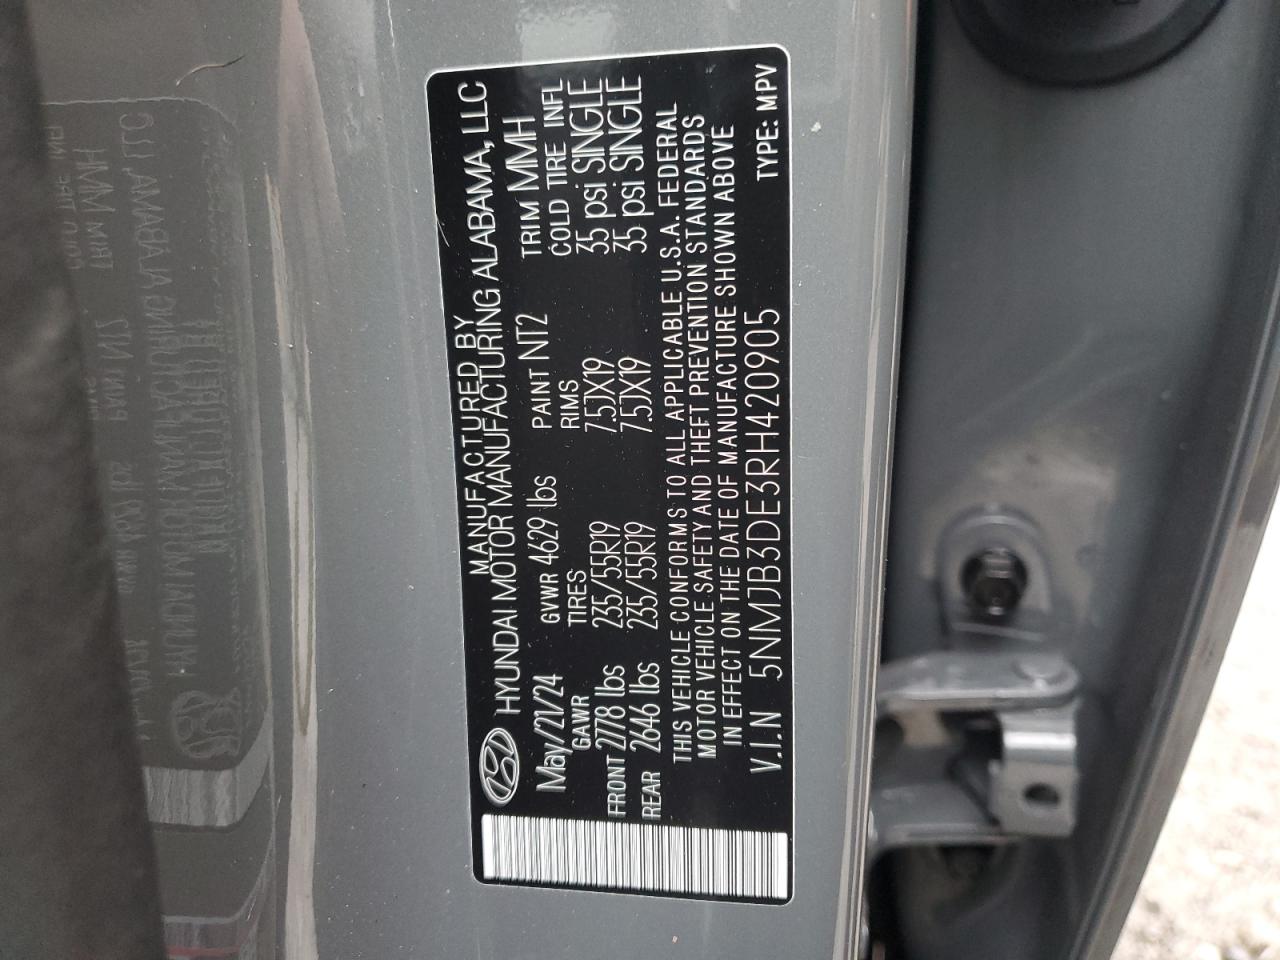 MANUFACTURED BY
HYUNDAI MOTOR MANUFACTURING ALABAMA, LLC
May/21/24 GVWR 4629 lbs PAINT NT2 TRIM MMH
GAWR TIRES RIMS COLD TIRE INFL
FRONT 2778 lbs 235/55R19 7.5JX19 35 psi SINGLE
REAR 2646 lbs 235/55R19 7.5JX19 35 psi SINGLE
THIS VEHICLE CONFORMS TO ALL APPLICABLE U.S.A. FEDERAL
MOTOR VEHICLE SAFETY AND THEFT PREVENTION STANDARDS
IN EFFECT ON THE DATE OF MANUFACTURE SHOWN ABOVE
V.I.N 5NMJB3DE3RH420905 TYPE: MPV